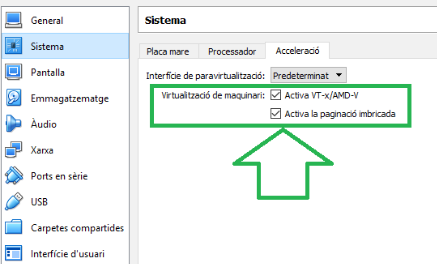 General
Sistema
Pantalla
Emmagatzematge
Àudio
Xarxa
Ports en sèrie
USB
Carpetes compartides
Interfície d'usuari
Sistema
Placa mare Processador Acceleració
Interfície de paravirtualització: Predeterminat
Virtualització de maquinari: Activa VT-x/AMD-V
Activa la paginació imbricada